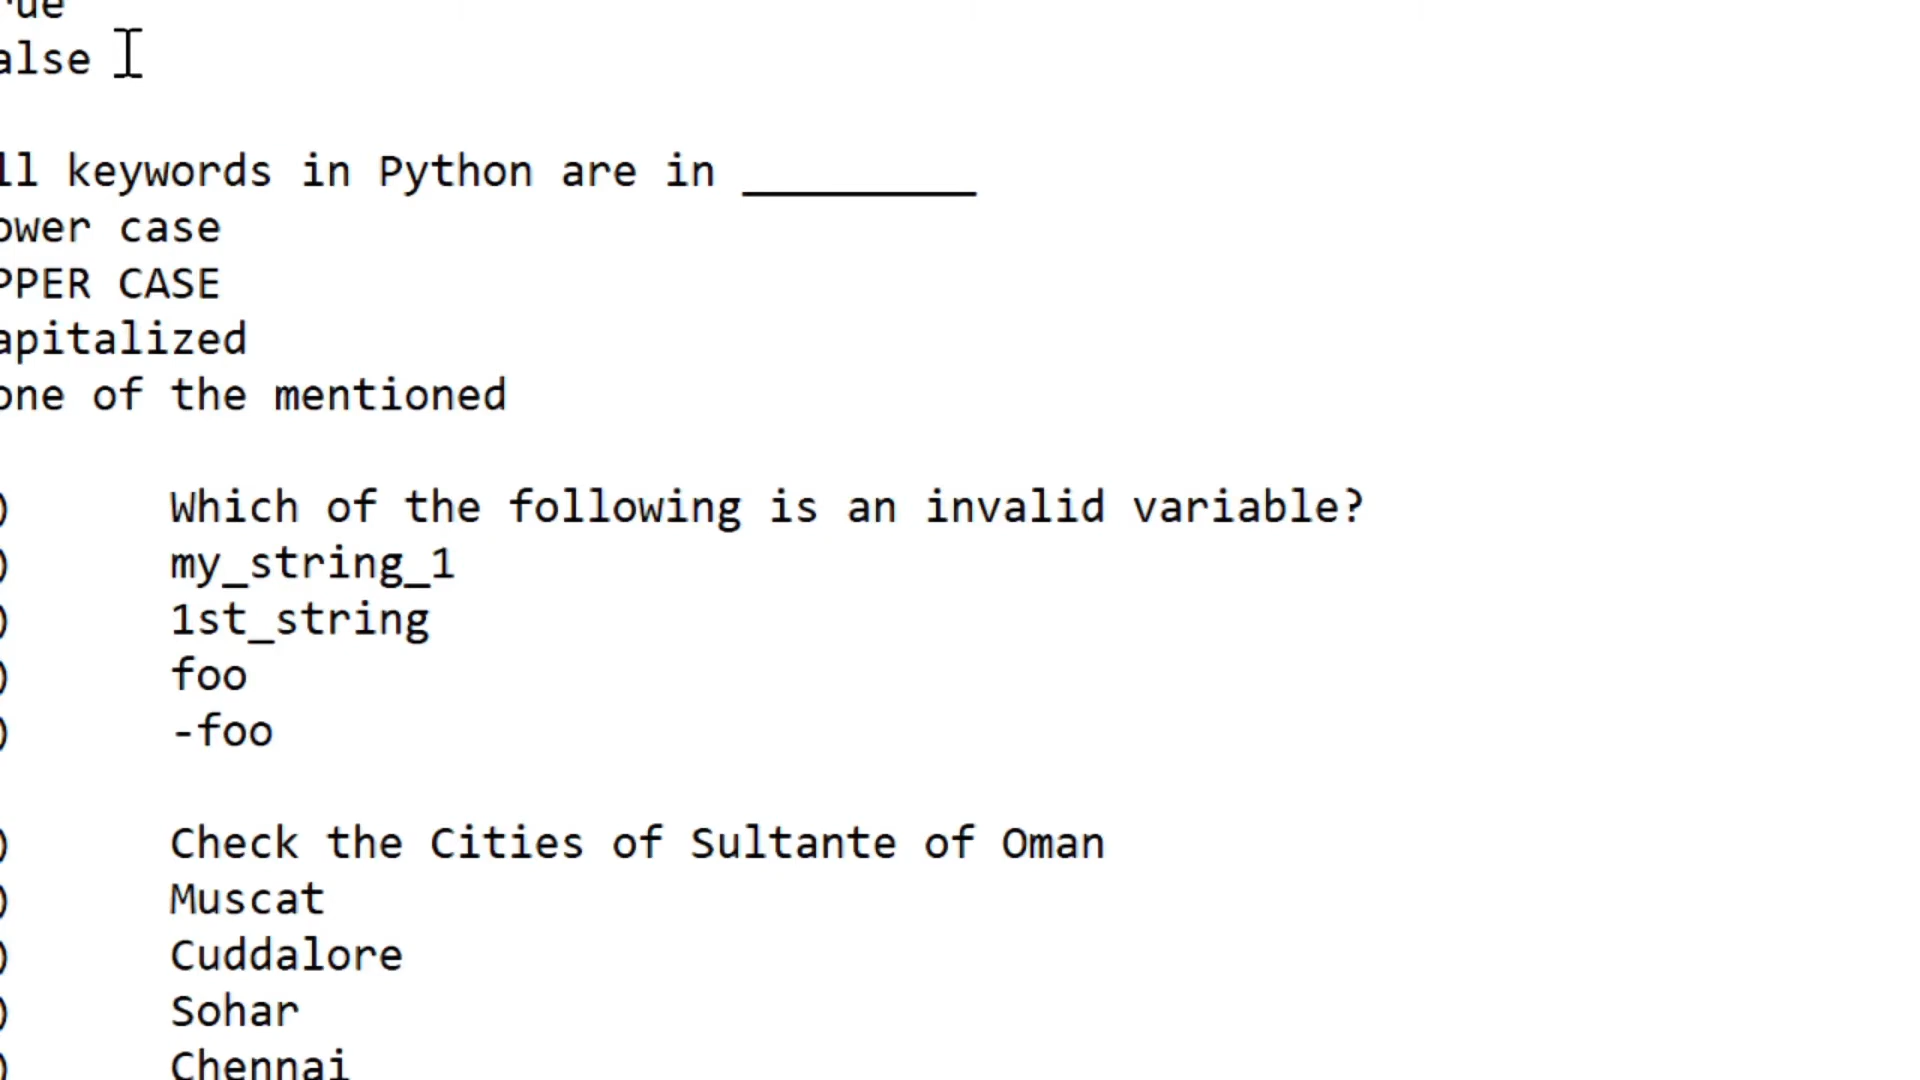 rue
alse
ll keywords in Python are in _________
ower case
PPER CASE
apitalized
one of the mentioned
) Which of the following is an invalid variable?
) my_string_1
) 1st_string
) foo
) -foo
) Check the Cities of Sultante of Oman
) Muscat
) Cuddalore
) Sohar
) Chennai